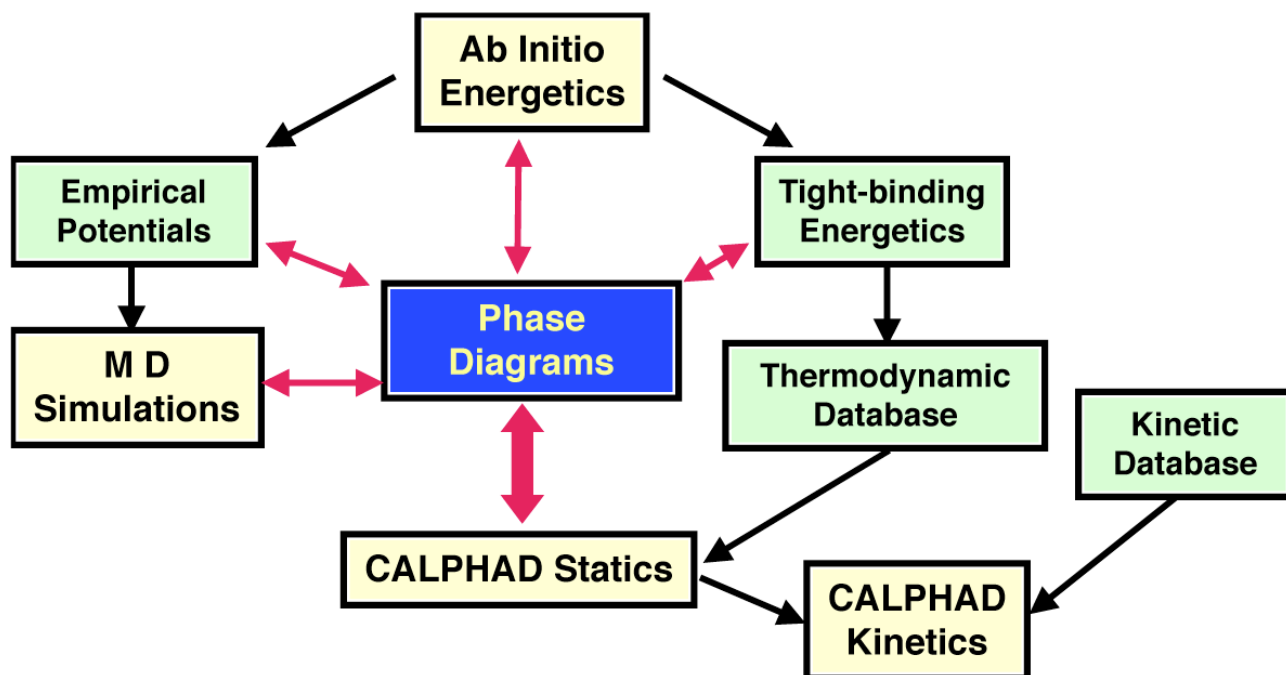 Ab Initio
Energetics
Empirical
Potentials
Tight-binding
Energetics
Phase
Diagrams
M D
Simulations
Thermodynamic
Database
Kinetic
Database
CALPHAD Statics
CALPHAD
Kinetics